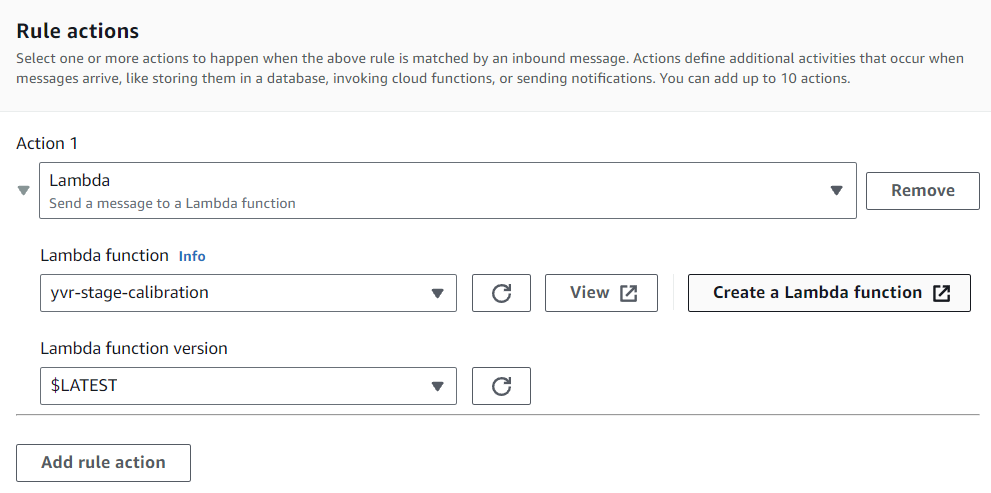 Rule actions
Select one or more actions to happen when the above rule is matched by an inbound message. Actions define additional activities that occur when
messages arrive, like storing them in a database, invoking cloud functions, or sending notifications. You can add up to 10 actions.
Action 1
Lambda
Send a message to a Lambda function
Remove
Lambda function Info
yvr-stage-calibration
View
Create a Lambda function
Lambda function version
$LATEST
Add rule action